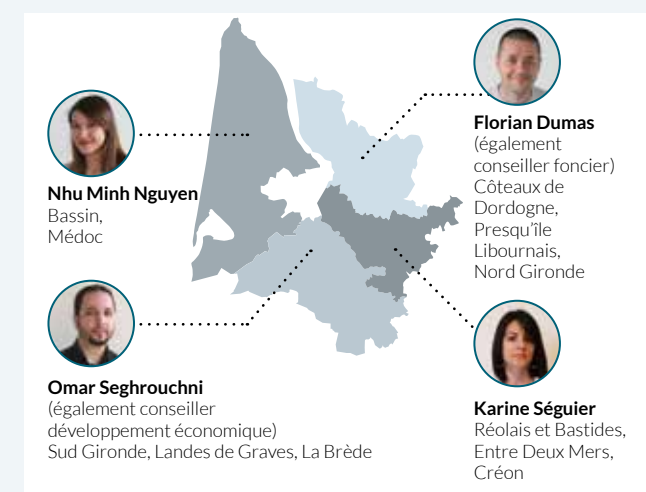 Nhu Minh Nguyen
Bassin,
Médoc
Florian Dumas
(également
conseiller foncier)
Côteaux de
Dordogne,
Presqu’île
Libournais,
Nord Gironde
Omar Seghrouchni
(également conseiller
développement économique)
Sud Gironde, Landes de Graves, La Brède
Karine Séguier
Réolais et Bastides,
Entre Deux Mers,
Créon